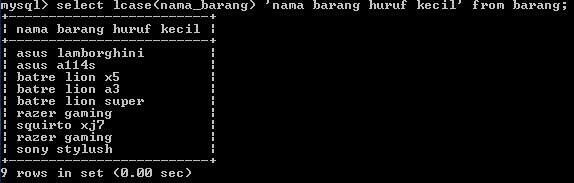 mysql> select lcase(nama_barang) 'nama barang huruf kecil' from barang;
+-------------------------+
| nama barang huruf kecil |
+-------------------------+
| asus lamborghini        |
| asus a114s              |
| batre lion x5           |
| batre lion a3           |
| batre lion super        |
| razer gaming            |
| squirto xj7             |
| razer gaming            |
| sony stylush            |
+-------------------------+
9 rows in set (0.00 sec)